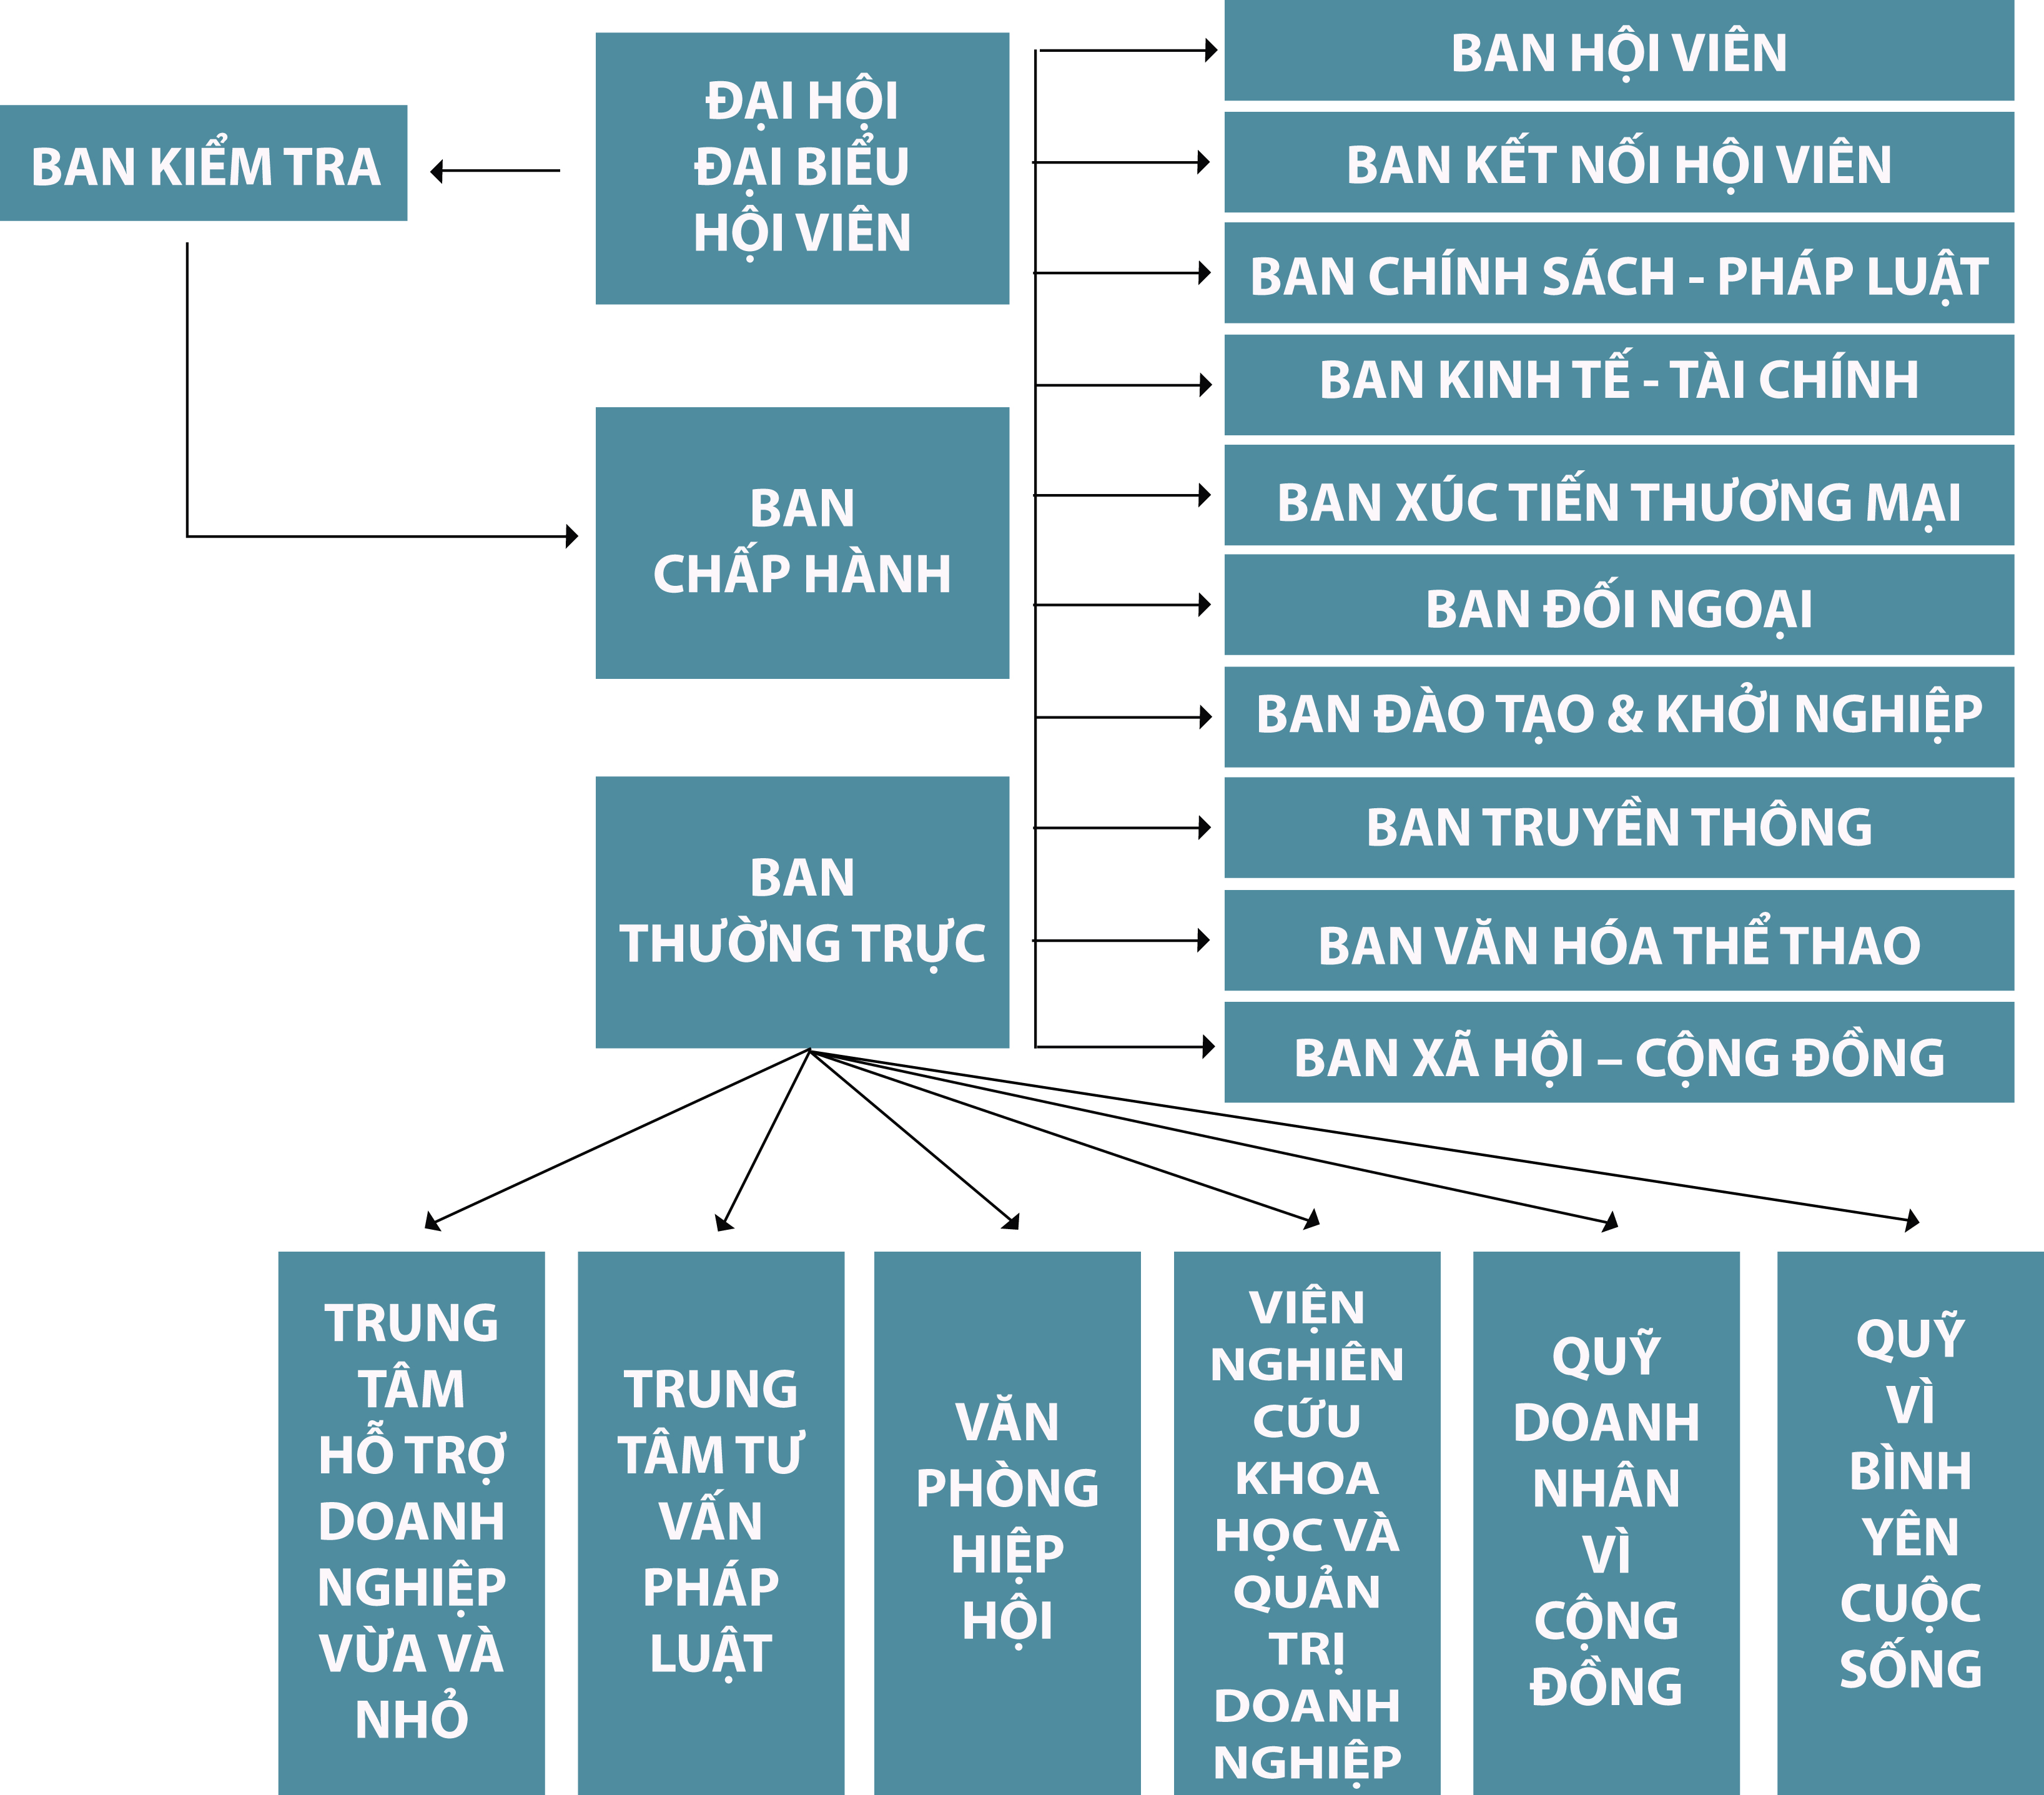 BAN KIỂM TRA
ĐẠI HỘI
ĐẠI BIỂU
HỘI VIÊN
BAN
CHẤP HÀNH
BAN
THƯỜNG TRỰC
BAN HỘI VIÊN
BAN KẾT NỐI HỘI VIÊN
BAN CHÍNH SÁCH - PHÁP LUẬT
BAN KINH TẾ - TÀI CHÍNH
BAN XÚC TIẾN THƯƠNG MẠI
BAN ĐỐI NGOẠI
BAN ĐÀO TẠO & KHỞI NGHIỆP
BAN TRUYỀN THÔNG
BAN VĂN HÓA THỂ THAO
BAN XÃ HỘI – CỘNG ĐỒNG
TRUNG
TÂM
HỖ TRỢ
DOANH
NGHIỆP
VỪA VÀ
NHỎ
TRUNG
TÂM TƯ
VẤN
PHÁP
LUẬT
VĂN
PHÒNG
HIỆP
HỘI
VIỆN
NGHIÊN
CỨU
KHOA
HỌC VÀ
QUẢN
TRỊ
DOANH
NGHIỆP
QUỸ
DOANH
NHÂN
VÌ
CỘNG
ĐỒNG
QUỸ
VÌ
BÌNH
YÊN
CUỘC
SỐNG